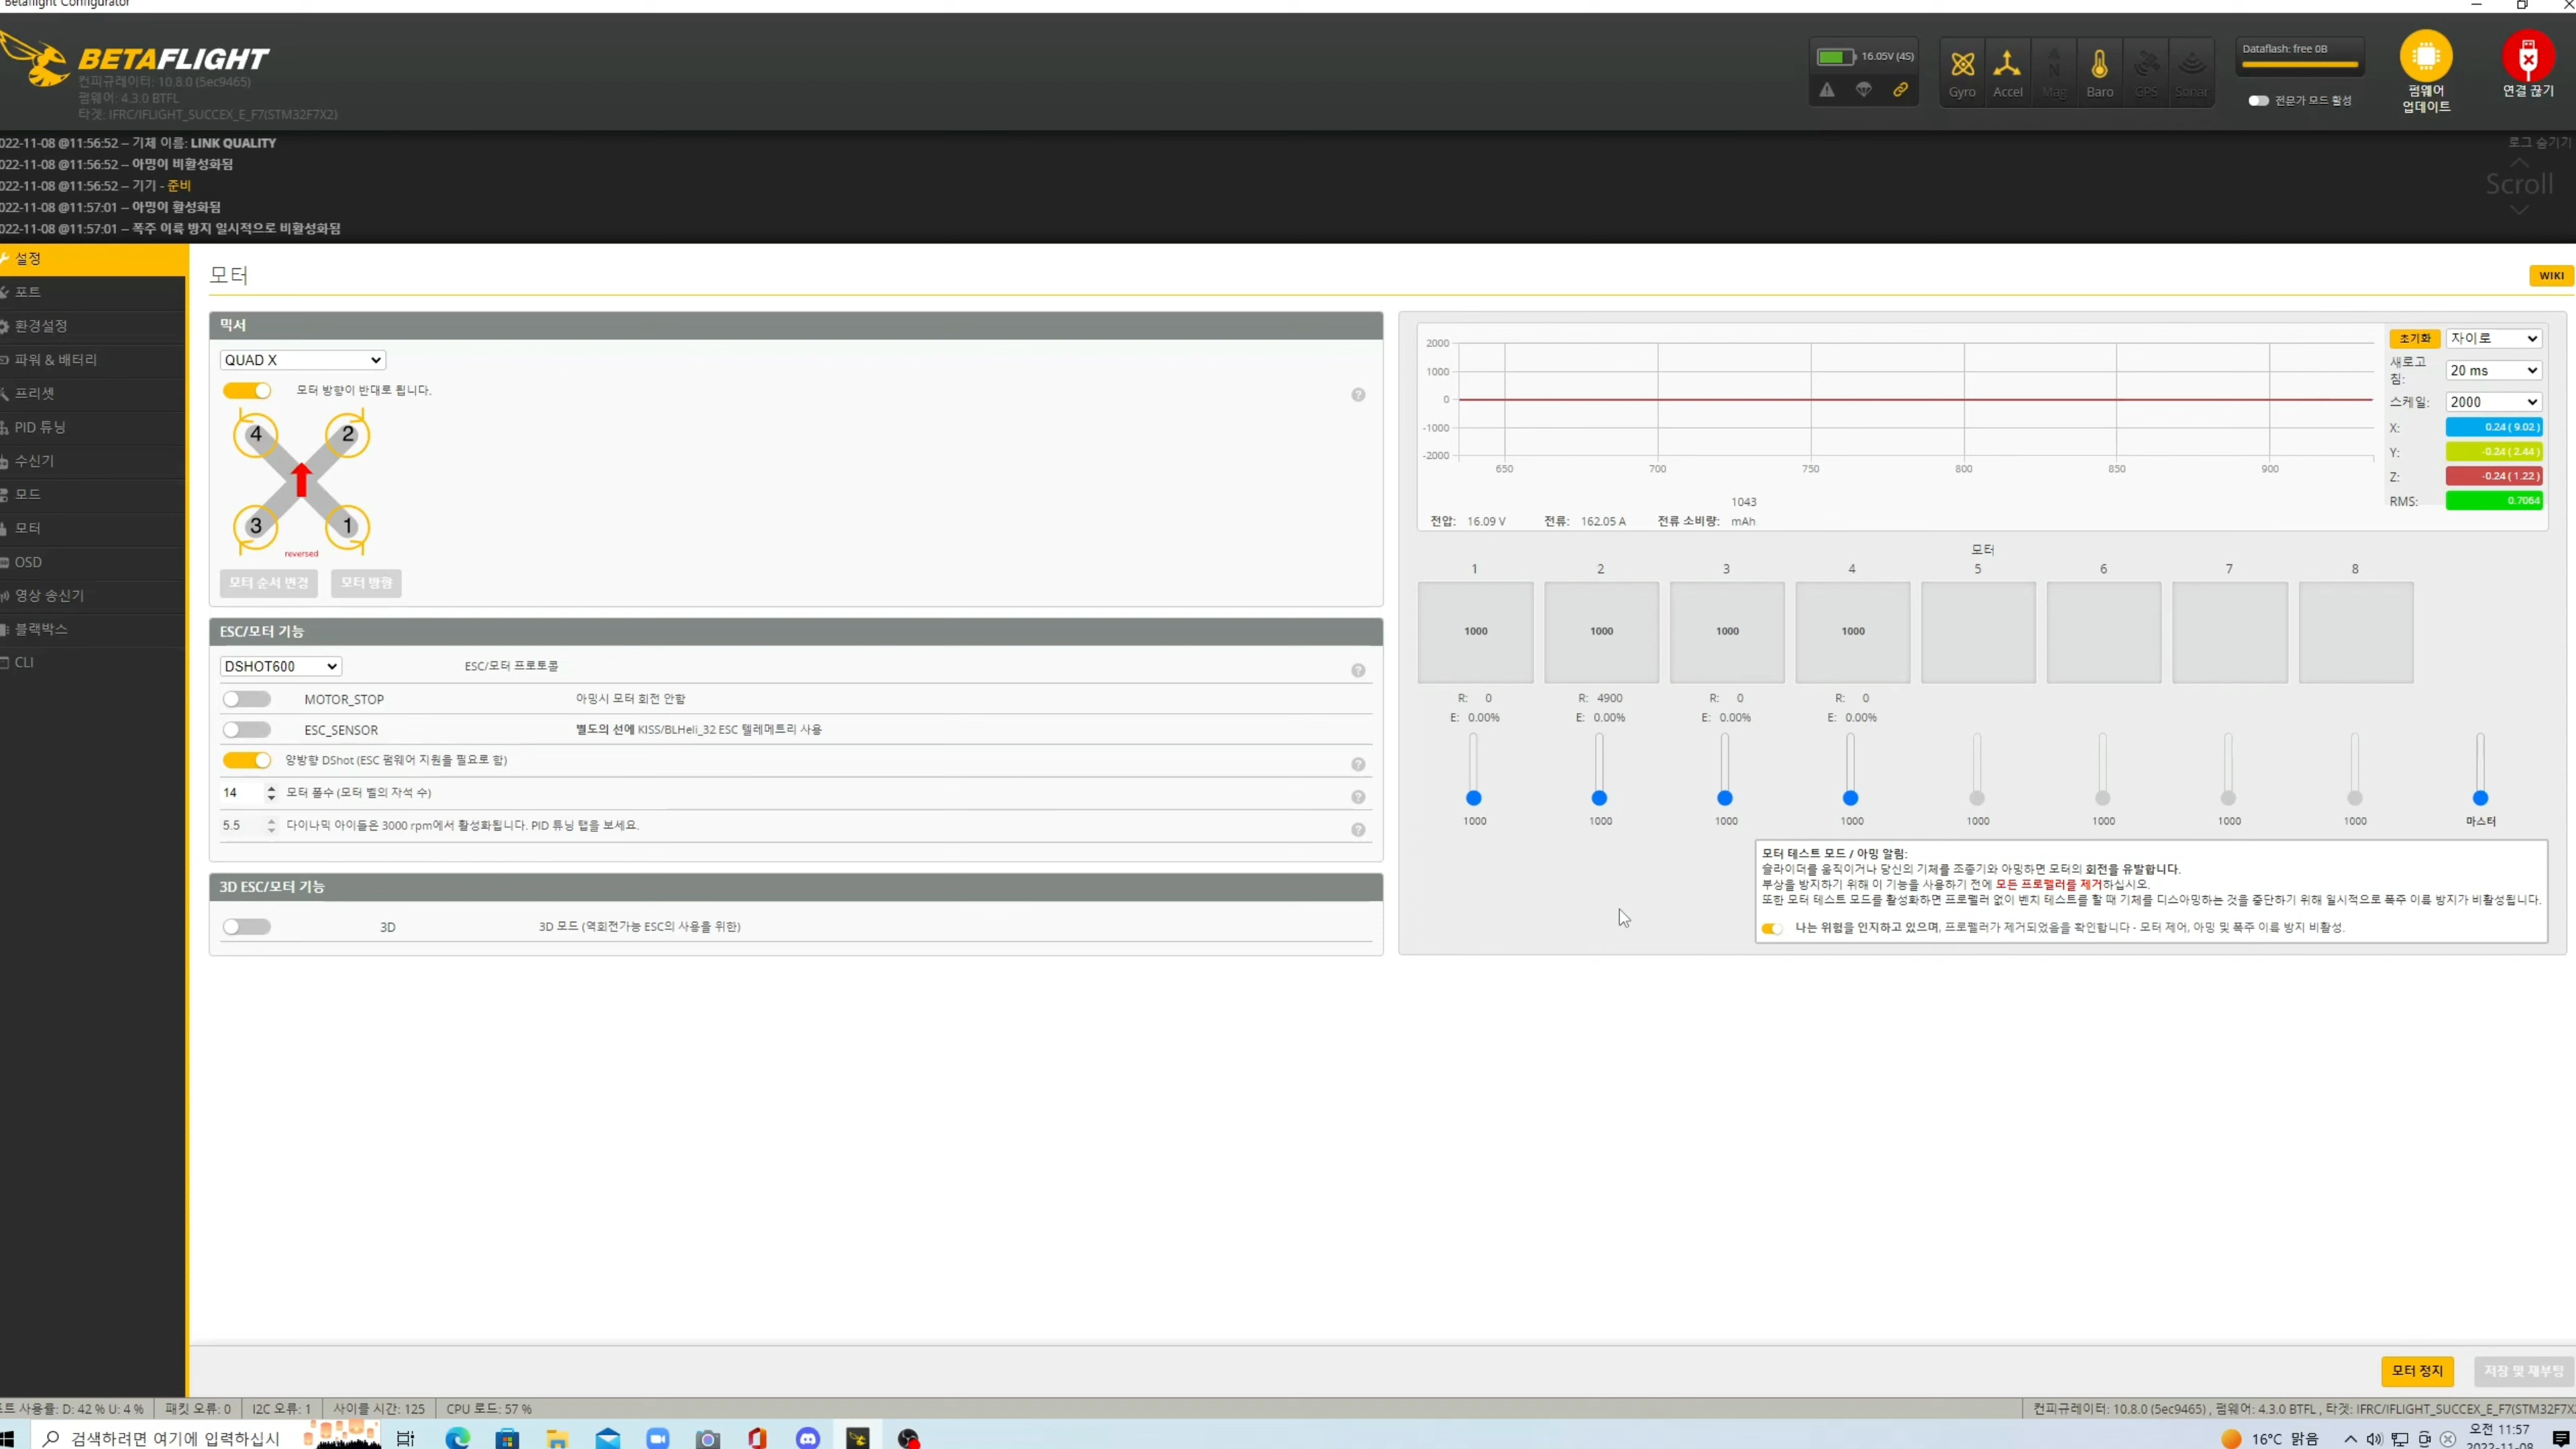 Betaflight Configurator
BETAFLIGHT
컨피규레이터: 10.8.0 (5ec9465)
펌웨어: 4.3.0 BTFL
타겟: IFRC/IFLIGHT_SUCCEX_E_F7(STM32F7X2)
16.05V (4S)
Gyro Accel Mag Baro GPS Sonar
Dataflash: free 0B
전문가 모드 활성
펌웨어
업데이트
연결 끊기
022-11-08 @11:56:52 – 기체 이름: LINK QUALITY
022-11-08 @11:56:52 – 아밍이 비활성화됨
022-11-08 @11:56:52 – 기기 - 준비
022-11-08 @11:57:01 – 아밍이 활성화됨
022-11-08 @11:57:01 – 폭주 이륙 방지 일시적으로 비활성화됨
로그 숨기기
Scroll
설정
포트
환경설정
파워 & 배터리
프리셋
PID 튜닝
수신기
모드
모터
OSD
영상 송신기
블랙박스
CLI
모터
WIKI
믹서
QUAD X
모터 방향이 반대로 됩니다.
4 2
3 1
reversed
모터 순서 변경 모터 방향
ESC/모터 기능
DSHOT600 ESC/모터 프로토콜
MOTOR_STOP 아밍시 모터 회전 안함
ESC_SENSOR 별도의 선에 KISS/BLHeli_32 ESC 텔레메트리 사용
양방향 DShot (ESC 펌웨어 지원을 필요로 함)
14 모터 폴수 (모터 벨의 자석 수)
5.5 다이나믹 아이들은 3000 rpm에서 활성화됩니다. PID 튜닝 탭을 보세요.
3D ESC/모터 기능
3D 3D 모드 (역회전가능 ESC의 사용을 위한)
2000
1000
0
-1000
-2000
650 700 750 800 850 900
초기화 자이로
새로고
침: 20 ms
스케일: 2000
X: 0.24 ( 9.02 )
Y: -0.24 ( 2.44 )
Z: -0.24 ( 1.22 )
RMS: 0.7064
1043
전압: 16.09 V 전류: 162.05 A 전류 소비량: mAh
모터
1 2 3 4 5 6 7 8
1000 1000 1000 1000
R: 0 R: 4900 R: 0 R: 0
E: 0.00% E: 0.00% E: 0.00% E: 0.00%
1000 1000 1000 1000 1000 1000 1000 1000 마스터
모터 테스트 모드 / 아밍 알림:
슬라이더를 움직이거나 당신의 기체를 조종기와 아밍하면 모터의 회전을 유발합니다.
부상을 방지하기 위해 이 기능을 사용하기 전에 모든 프로펠러를 제거하십시오.
또한 모터 테스트 모드를 활성화하면 프로펠러 없이 벤치 테스트를 할 때 기체를 디스아밍하는 것을 중단하기 위해 일시적으로 폭주 이륙 방지가 비활성됩니다.
나는 위험을 인지하고 있으며, 프로펠러가 제거되었음을 확인합니다 - 모터 제어, 아밍 및 폭주 이륙 방지 비활성.
모터 정지 저장 및 재부팅
포트 사용률: D: 42 % U: 4 % 패킷 오류: 0 I2C 오류: 1 사이클 시간: 125 CPU 로드: 57 %
컨피규레이터: 10.8.0 (5ec9465) , 펌웨어: 4.3.0 BTFL , 타겟: IFRC/IFLIGHT_SUCCEX_E_F7(STM32F7X
검색하려면 여기에 입력하십시
16°C 맑음
오전 11:57
2022-11-08